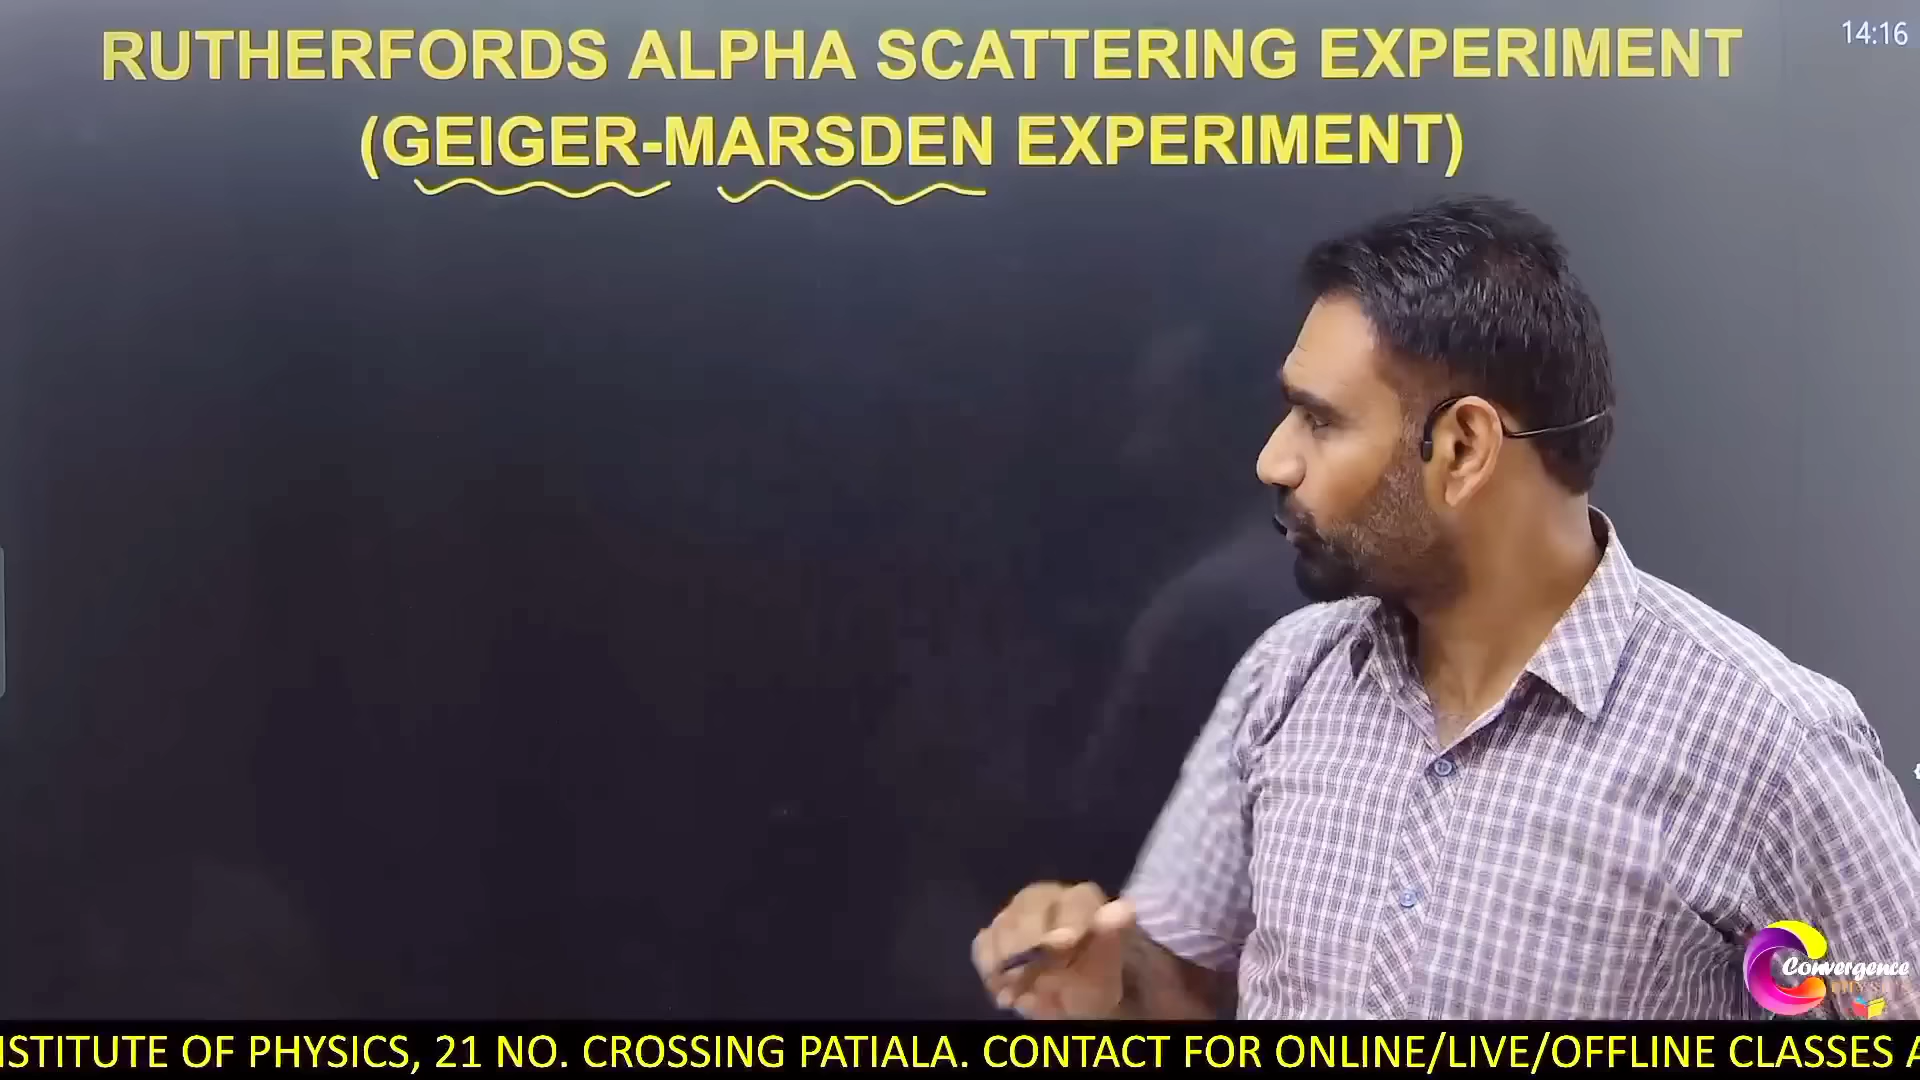 RUTHERFORDS ALPHA SCATTERING EXPERIMENT
14:16
(GEIGER-MARSDEN EXPERIMENT)
Convergence
PHYSICS
ISTITUTE OF PHYSICS, 21 NO. CROSSING PATIALA. CONTACT FOR ONLINE/LIVE/OFFLINE CLASSES A